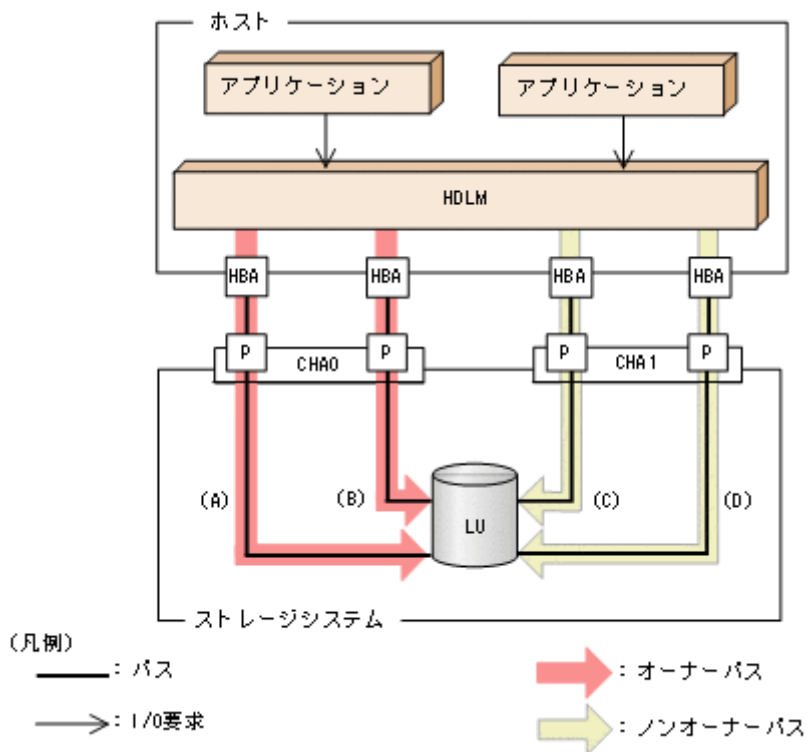 ホスト
アプリケーション
アプリケーション
HDLM
HBA
HBA
HBA
HBA
P
P
P
P
CHA0
CHA1
(A)
(B)
(C)
(D)
LU
ストレージシステム
(凡例)
：パス
：オーナーパス
：I/O要求
：ノンオーナーパス